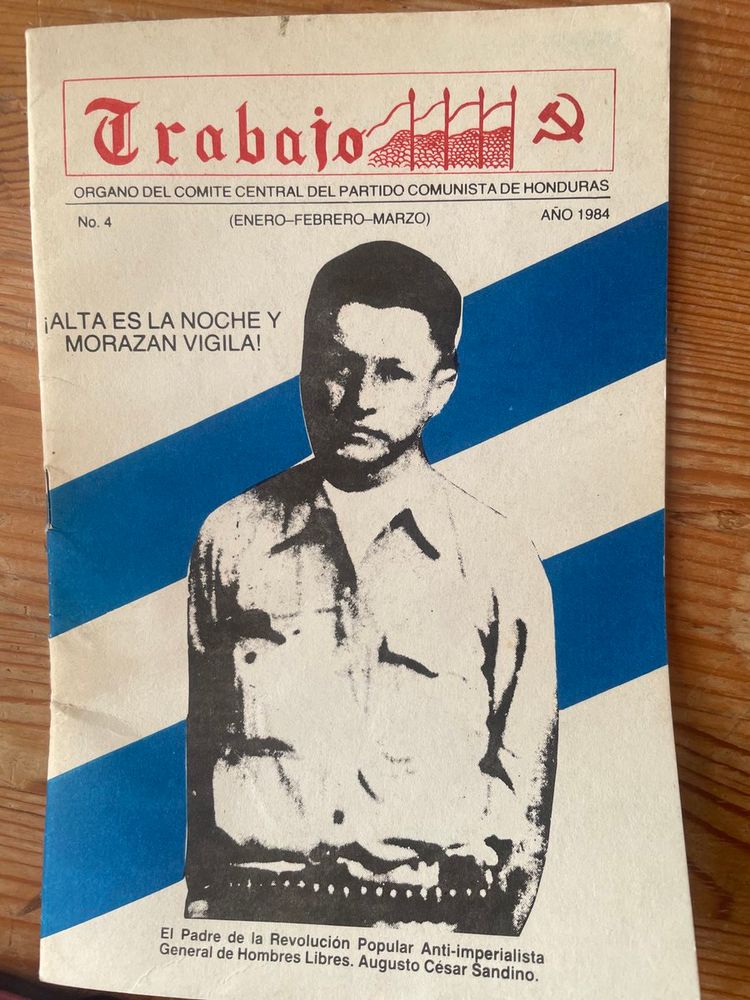 Trabajo
ORGANO DEL COMITE CENTRAL DEL PARTIDO COMUNISTA DE HONDURAS
No. 4 (ENERO–FEBRERO–MARZO) AÑO 1984
¡ALTA ES LA NOCHE Y
MORAZAN VIGILA!
El Padre de la Revolución Popular Anti-imperialista
General de Hombres Libres. Augusto César Sandino.